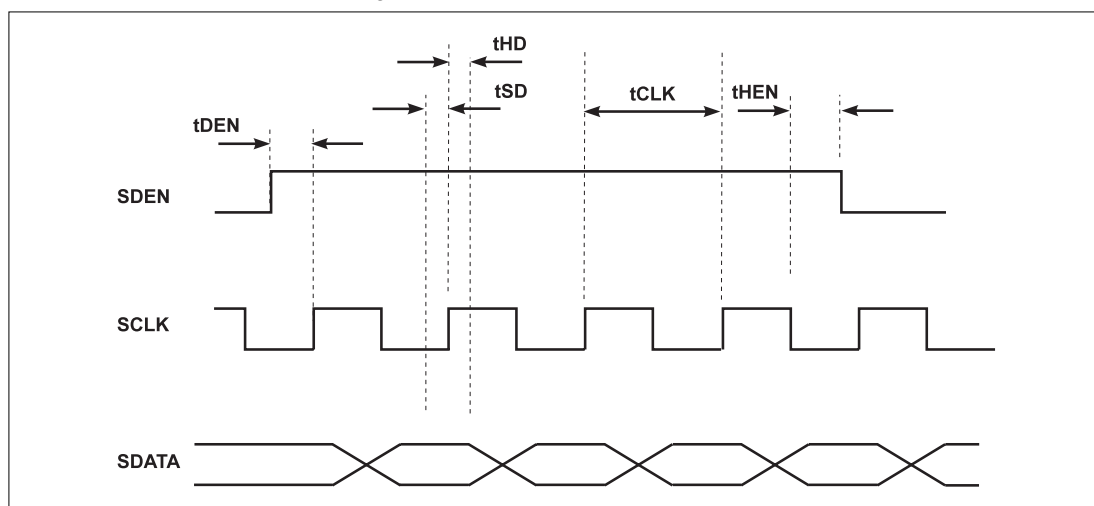 tHD
tSD
tCLK
tHEN
tDEN
SDEN
SCLK
SDATA